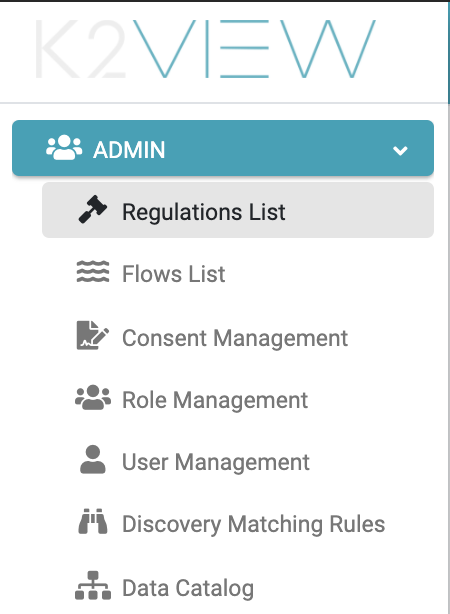 K2VIEW
ADMIN
Regulations List
Flows List
Consent Management
Role Management
User Management
Discovery Matching Rules
Data Catalog